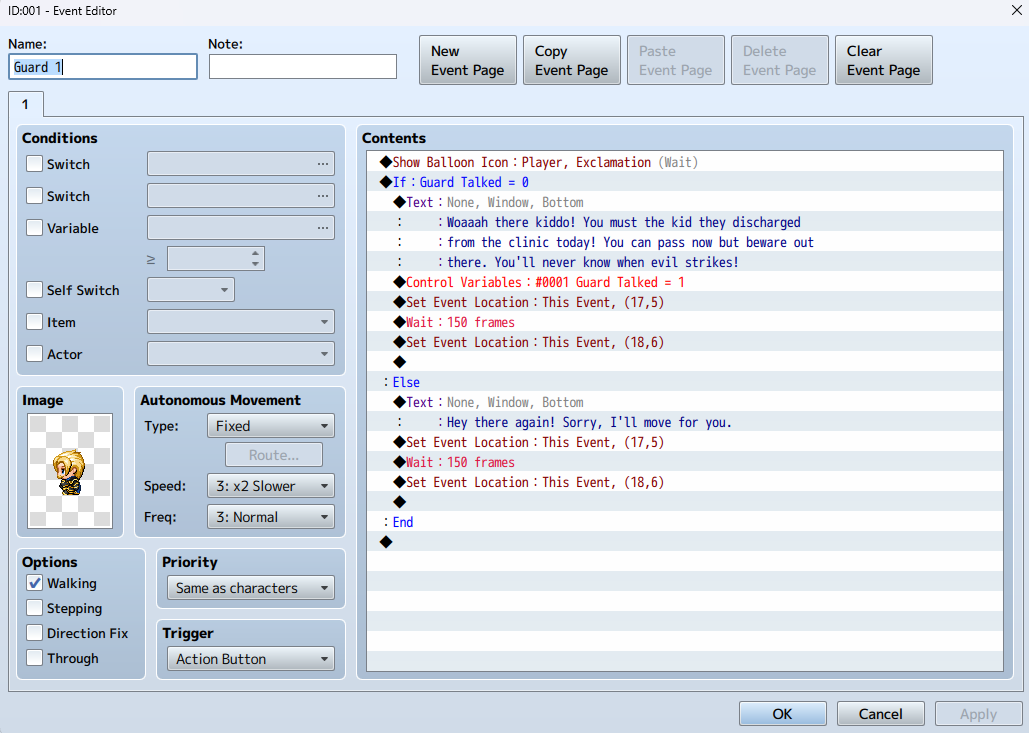 ID:001 - Event Editor
Name:
Note:
Guard 1
New
Event Page
Copy
Event Page
Paste
Event Page
Delete
Event Page
Clear
Event Page
1
Conditions
Switch
...
Switch
...
Variable
...
≥
Self Switch
Item
Actor
Image
Autonomous Movement
Type:
Fixed
Route...
Speed:
3: x2 Slower
Freq:
3: Normal
Options
Walking
Stepping
Direction Fix
Through
Priority
Same as characters
Trigger
Action Button
Contents
◆Show Balloon Icon：Player, Exclamation (Wait)
◆If：Guard Talked = 0
◆Text：None, Window, Bottom
：　：Woaaah there kiddo! You must the kid they discharged
：　：from the clinic today! You can pass now but beware out
：　：there. You'll never know when evil strikes!
◆Control Variables：#0001 Guard Talked = 1
◆Set Event Location：This Event, (17,5)
◆Wait：150 frames
◆Set Event Location：This Event, (18,6)
◆
：Else
◆Text：None, Window, Bottom
：　：Hey there again! Sorry, I'll move for you.
◆Set Event Location：This Event, (17,5)
◆Wait：150 frames
◆Set Event Location：This Event, (18,6)
◆
：End
◆
OK
Cancel
Apply